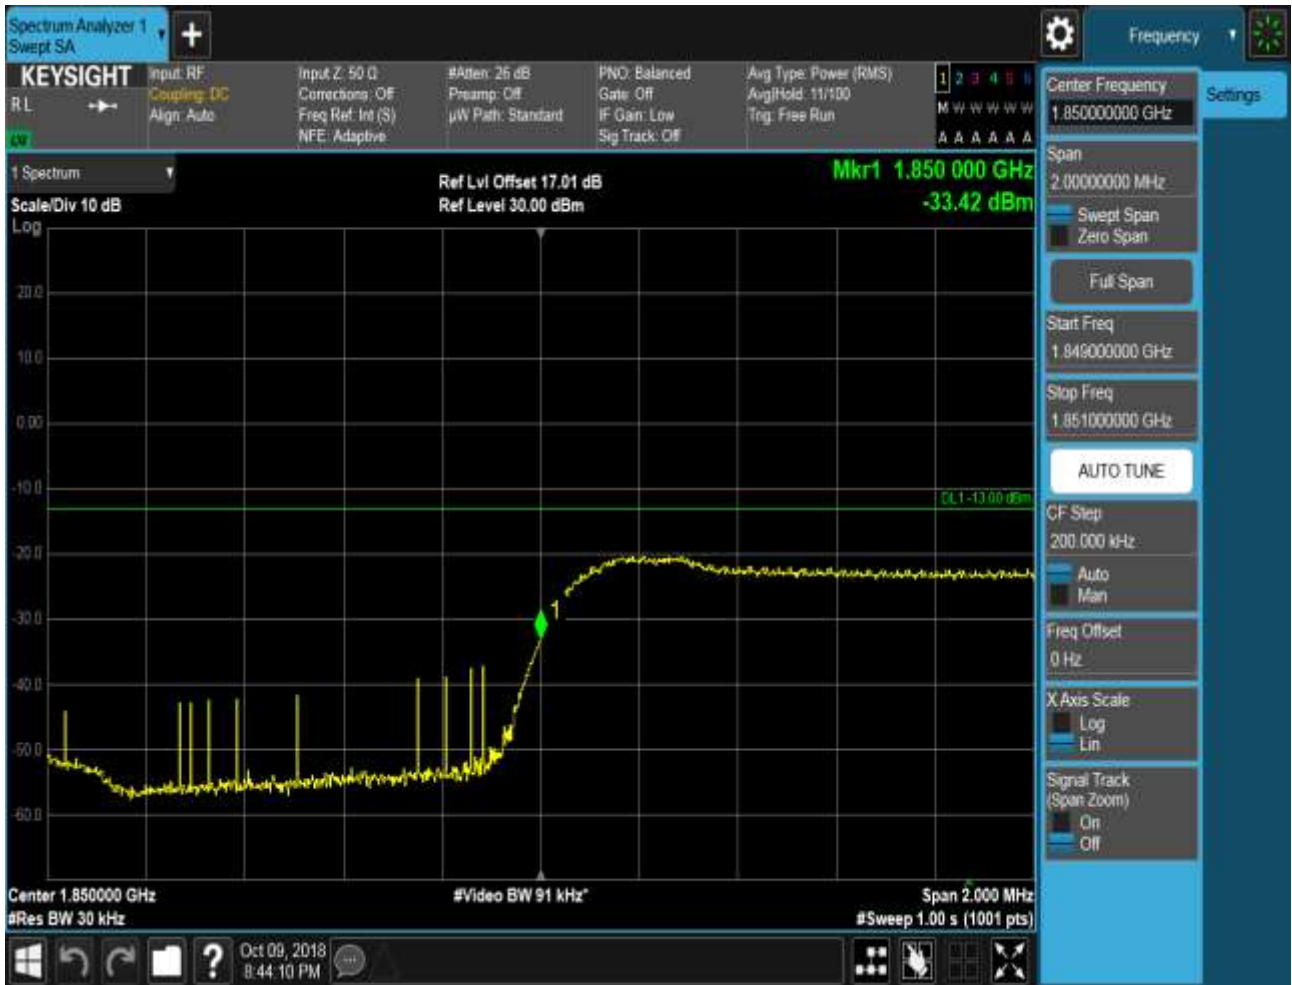 Spectrum Analyzer 1
Swept SA
+
Frequency
KEYSIGHT
R L
LXI
Input: RF
Coupling: DC
Align: Auto
Input Z: 50 Ω
Corrections: Off
Freq Ref: Int (S)
NFE: Adaptive
#Atten: 26 dB
Preamp: Off
µW Path: Standard
PNO: Balanced
Gate: Off
IF Gain: Low
Sig Track: Off
Avg Type: Power (RMS)
Avg|Hold: 11/100
Trig: Free Run
1 2 3 4 5 6
M W W W W W
A A A A A A
1 Spectrum
Scale/Div 10 dB
Log
Ref Lvl Offset 17.01 dB
Ref Level 30.00 dBm
Mkr1 1.850 000 GHz
-33.42 dBm
20.0
10.0
0.00
-10.0
-20.0
-30.0
-40.0
-50.0
-60.0
DL1 -13.00 dBm
1
Center 1.850000 GHz
#Res BW 30 kHz
#Video BW 91 kHz*
Span 2.000 MHz
#Sweep 1.00 s (1001 pts)
Center Frequency
1.850000000 GHz
Settings
Span
2.00000000 MHz
Swept Span
Zero Span
Full Span
Start Freq
1.849000000 GHz
Stop Freq
1.851000000 GHz
AUTO TUNE
CF Step
200.000 kHz
Auto
Man
Freq Offset
0 Hz
X Axis Scale
Log
Lin
Signal Track
(Span Zoom)
On
Off
?
Oct 09, 2018
8:44:10 PM